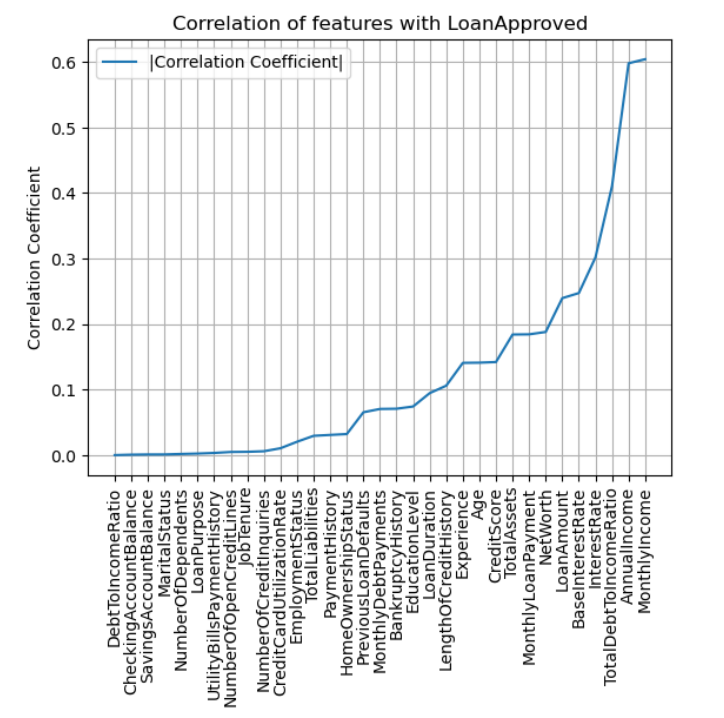 Correlation of features with LoanApproved
|Correlation Coefficient|
Correlation Coefficient
0.6
0.5
0.4
0.3
0.2
0.1
0.0
DebtToIncomeRatio
CheckingAccountBalance
SavingsAccountBalance
MaritalStatus
NumberOfDependents
LoanPurpose
UtilityBillsPaymentHistory
NumberOfOpenCreditLines
JobTenure
NumberOfCreditInquiries
CreditCardUtilizationRate
EmploymentStatus
TotalLiabilities
PaymentHistory
HomeOwnershipStatus
PreviousLoanDefaults
MonthlyDebtPayments
BankruptcyHistory
EducationLevel
LoanDuration
LengthOfCreditHistory
Experience
Age
CreditScore
TotalAssets
MonthlyLoanPayment
NetWorth
LoanAmount
BaseInterestRate
InterestRate
TotalDebtToIncomeRatio
AnnualIncome
MonthlyIncome